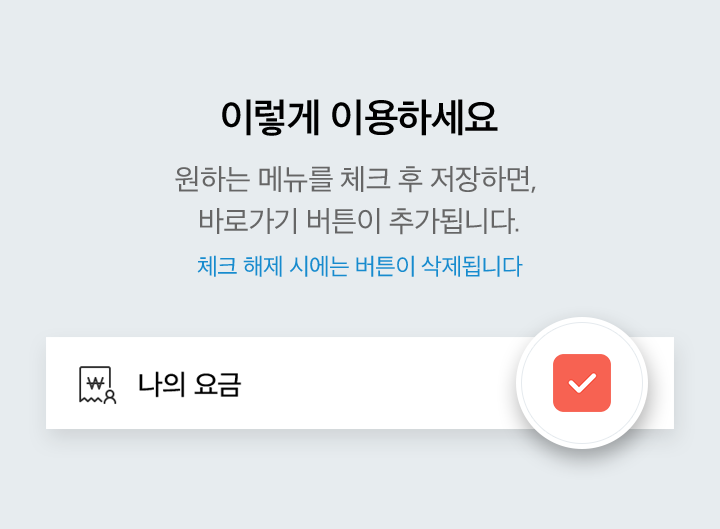 이렇게 이용하세요
원하는 메뉴를 체크 후 저장하면,
바로가기 버튼이 추가됩니다.
체크 해제 시에는 버튼이 삭제됩니다
₩ 나의 요금